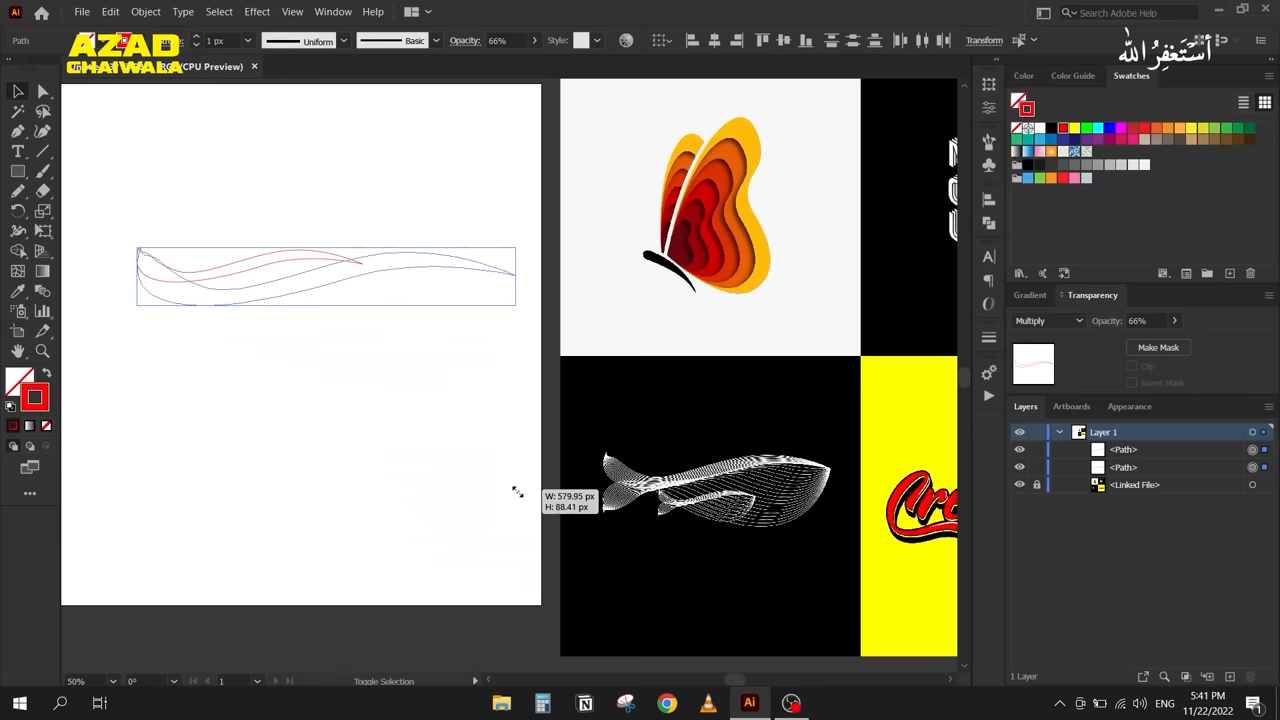 Ai File Edit Object Type Select Effect View Window Help
Search Adobe Help
Path 1 px Uniform Basic Opacity: 66% Style: Transform
AZAD
CHAIWALA
أستغفر الله
/CPU Preview) ×
Color Color Guide Swatches
W: 579.95 px
H: 88.41 px
Gradient Transparency
Multiply Opacity: 66%
Make Mask
Clip
Invert Mask
Layers Artboards Appearance
Layer 1
<Path>
<Path>
<Linked File>
1 Layer
50% 0° 1 Toggle Selection
ENG
5:41 PM
11/22/2022